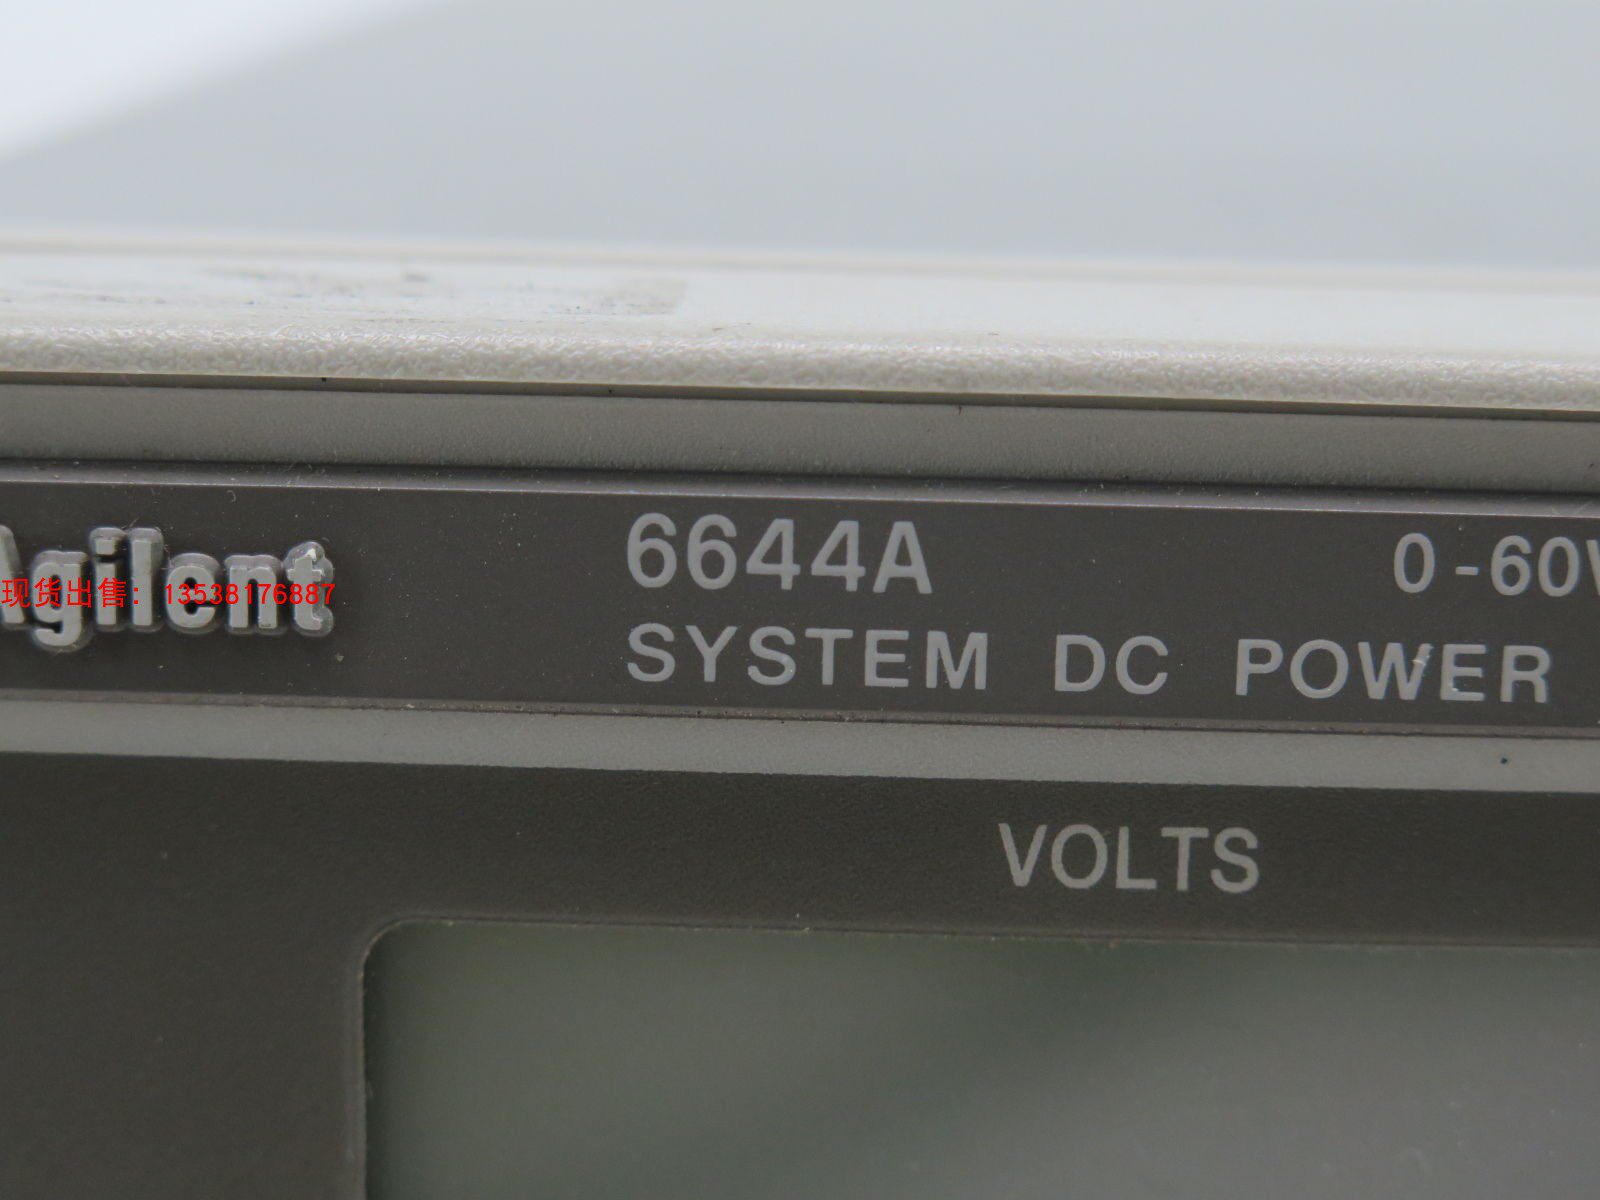 Agilent
现货出售：13538176887
6644A
0-60V
SYSTEM DC POWER
VOLTS